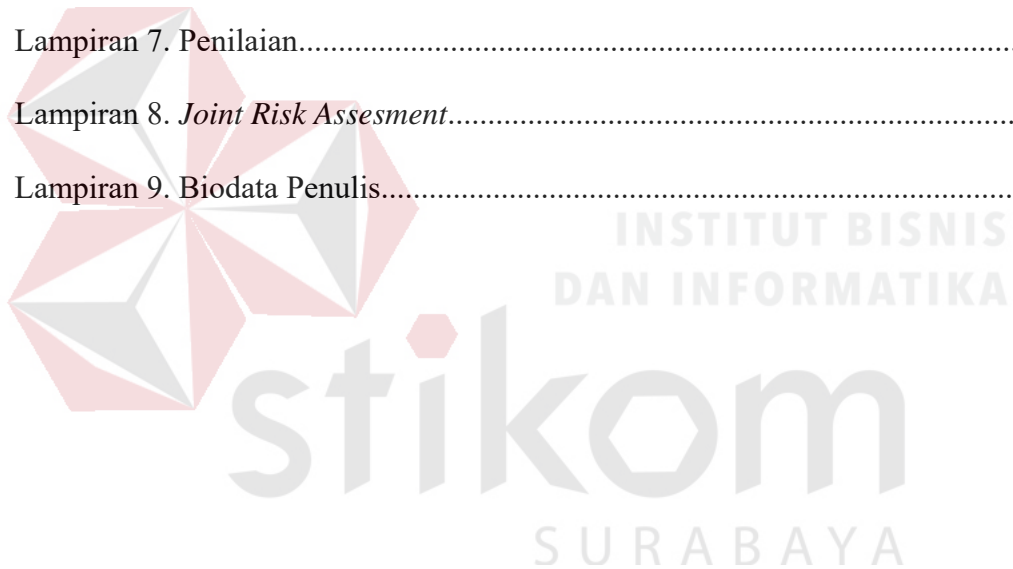 Lampiran 7. Penilaian..............................................................................................
Lampiran 8. Joint Risk Assesment.......................................................................
Lampiran 9. Biodata Penulis................................................................................
INSTITUT BISNIS
DAN INFORMATIKA
stikom
SURABAYA